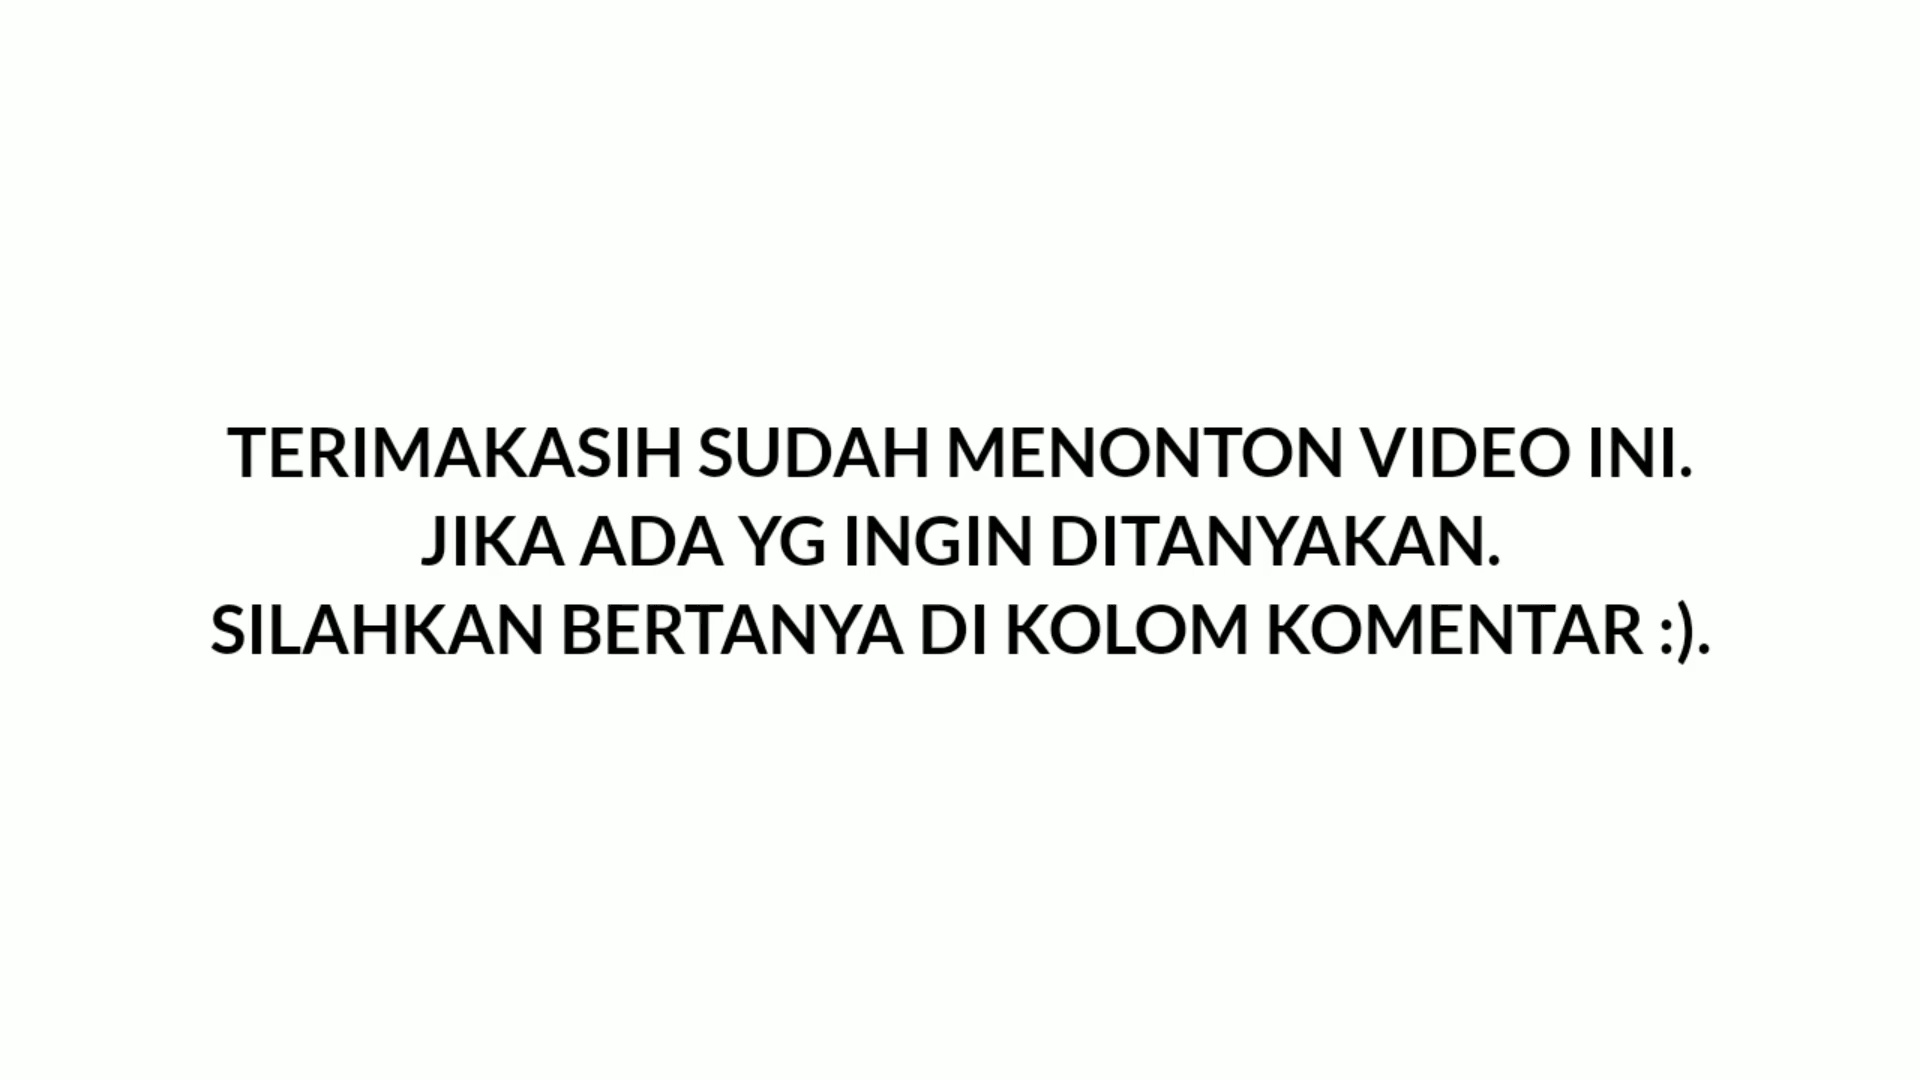 TERIMAKASIH SUDAH MENONTON VIDEO INI.
JIKA ADA YG INGIN DITANYAKAN.
SILAHKAN BERTANYA DI KOLOM KOMENTAR :).